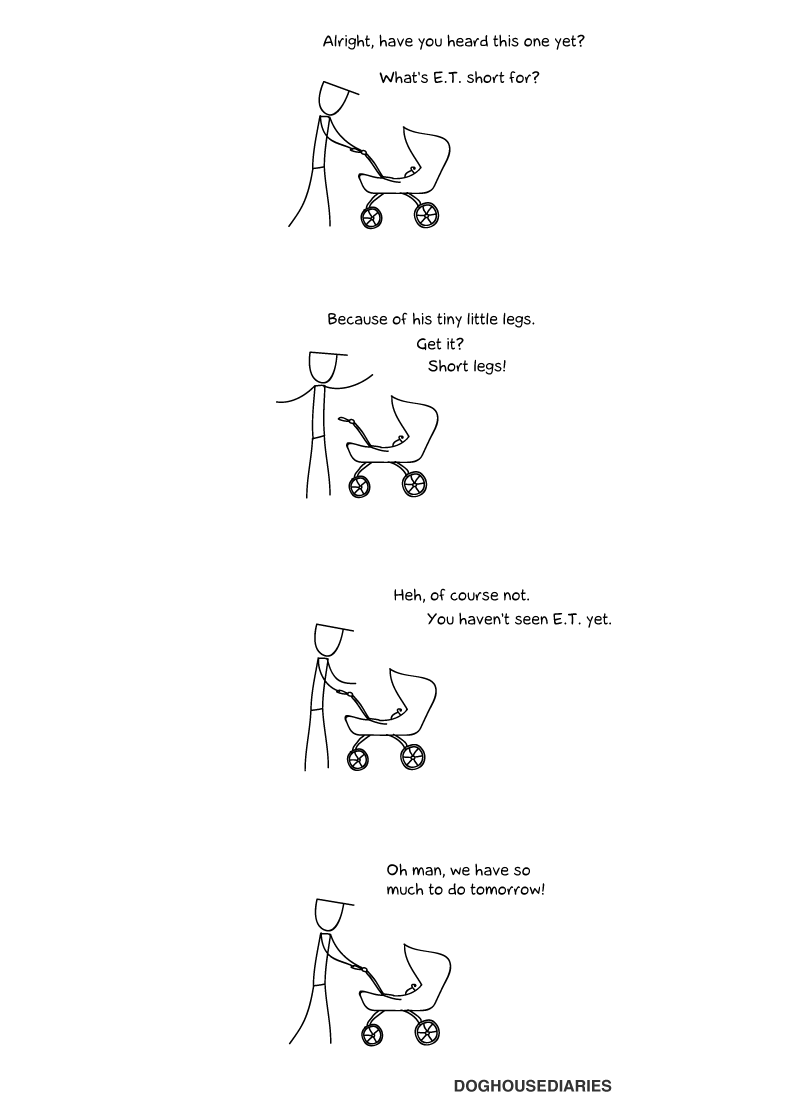 Alright, have you heard this one yet?
What's E.T. short for?
Because of his tiny little legs.
Get it?
Short legs!
Heh, of course not.
You haven't seen E.T. yet.
Oh man, we have so
much to do tomorrow!
DOGHOUSEDIARIES